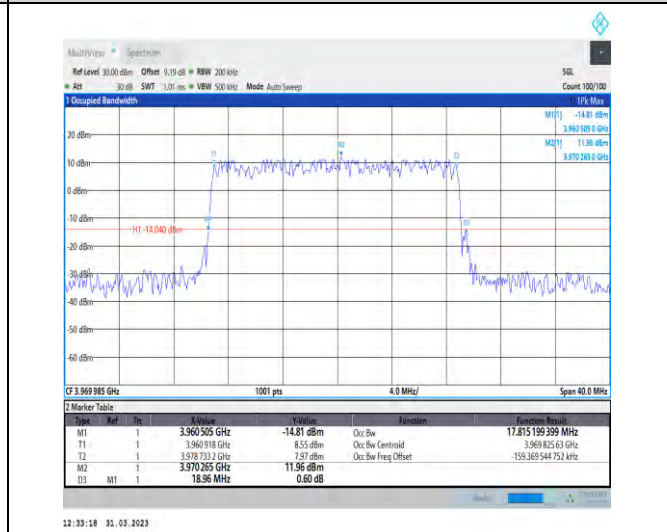 MultiView Spectrum
Ref Level 30.00 dBm Offset 9.19 dB RBW 200 kHz SGL
Att 30 dB SWT 1.01 ms VBW 500 kHz Mode Auto Sweep Count 100/100
1 Occupied Bandwidth 1Pk Max
M1[1] -14.81 dBm
3.960 505 0 GHz
M2[1] 11.96 dBm
3.970 265 0 GHz
20 dBm
10 dBm
0 dBm
-10 dBm
H1 -14.040 dBm
-20 dBm
-30 dBm
-40 dBm
-50 dBm
-60 dBm
T1
M2
M1
D3
CF 3.969 985 GHz 1001 pts 4.0 MHz/ Span 40.0 MHz
2 Marker Table
Type Ref Trc X-Value Y-Value Function Function Result
M1 1 3.960 505 GHz -14.81 dBm Occ Bw 17.815 199 399 MHz
T1 1 3.960 918 GHz 8.55 dBm Occ Bw Centroid 3.969 825 63 GHz
T2 1 3.978 733 2 GHz 7.97 dBm Occ Bw Freq Offset -159.369 544 752 kHz
M2 1 3.970 265 GHz 11.96 dBm
D3 M1 1 18.96 MHz 0.60 dB
12:33:18 31.03.2023